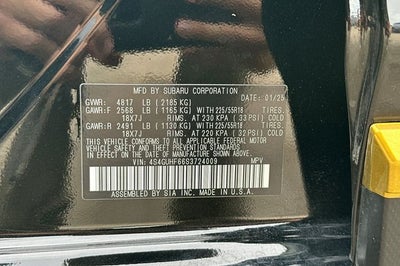 MFD BY SUBARU CORPORATION
GVWR: 4817 LB (2185 KG) DATE: 01/25
GAWR:F 2568 LB (1165 KG) WITH 225/55R18 TIRES,
18X7J RIMS, AT 230 KPA (33 PSI) COLD
GAWR:R 2491 LB (1130 KG) WITH 225/55R18 TIRES,
18X7J RIMS, AT 220 KPA (32 PSI) COLD
THIS VEHICLE CONFORMS TO ALL APPLICABLE FEDERAL MOTOR
VEHICLE SAFETY AND THEFT PREVENTION STANDARDS
IN EFFECT ON THE DATE OF MANUFACTURE SHOWN ABOVE.
VIN: 4S4GUHF66S3724009 MPV
ASSEMBLED BY SIA INC. MADE IN U.S.A.